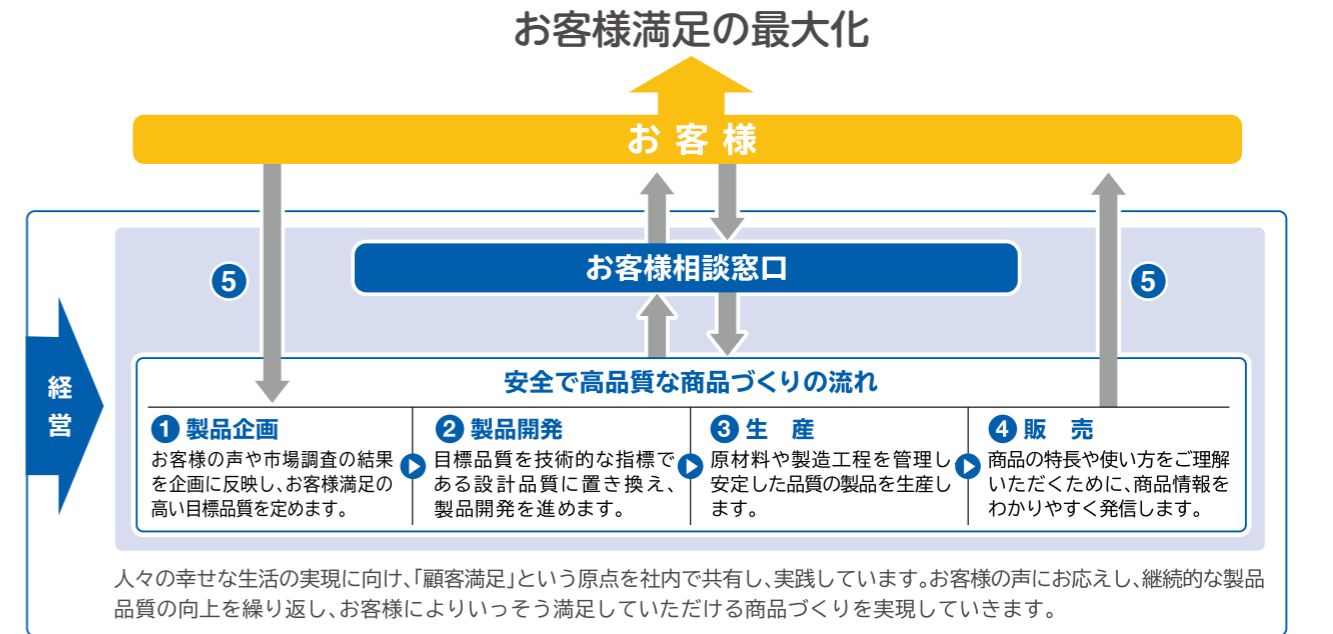 お客様満足の最大化
お客様
お客様相談窓口
5
5
経
営
安全で高品質な商品づくりの流れ
1 製品企画
お客様の声や市場調査の結果
を企画に反映し、お客様満足の
高い目標品質を定めます。
2 製品開発
目標品質を技術的な指標で
ある設計品質に置き換え、
製品開発を進めます。
3 生　産
原材料や製造工程を管理し
安定した品質の製品を生産し
ます。
4 販　売
商品の特長や使い方をご理解
いただくために、商品情報を
わかりやすく発信します。
人々の幸せな生活の実現に向け、「顧客満足」という原点を社内で共有し、実践しています。お客様の声にお応えし、継続的な製品
品質の向上を繰り返し、お客様によりいっそう満足していただける商品づくりを実現していきます。